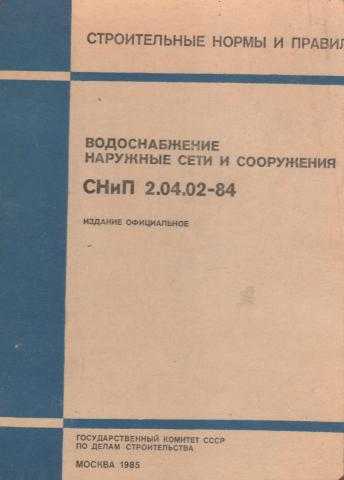 СТРОИТЕЛЬНЫЕ НОРМЫ И ПРАВИЛ
ВОДОСНАБЖЕНИЕ
НАРУЖНЫЕ СЕТИ И СООРУЖЕНИЯ
СНиП 2.04.02-84
ИЗДАНИЕ ОФИЦИАЛЬНОЕ
ГОСУДАРСТВЕННЫЙ КОМИТЕТ СССР
ПО ДЕЛАМ СТРОИТЕЛЬСТВА
МОСКВА 1985